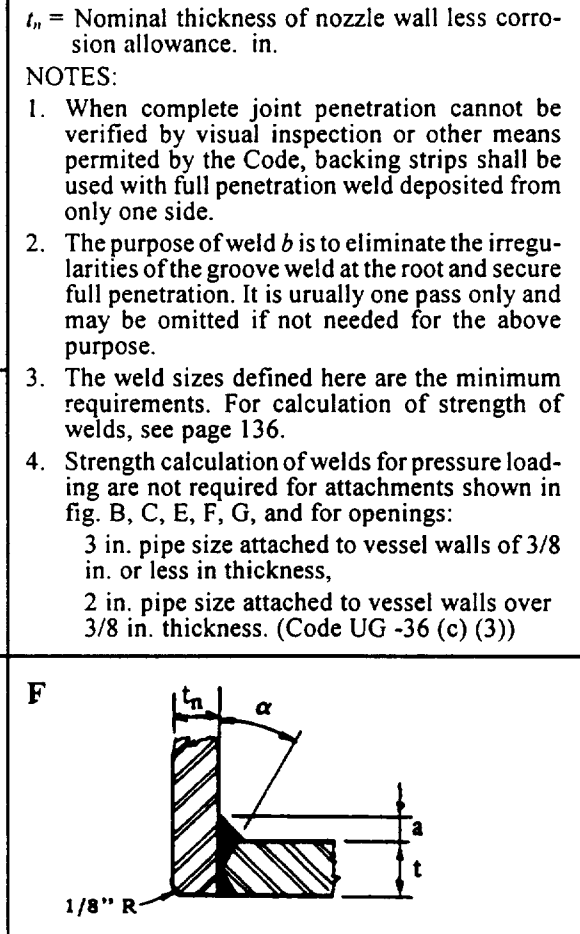 tn = Nominal thickness of nozzle wall less corro-
sion allowance. in.
NOTES:
1. When complete joint penetration cannot be
verified by visual inspection or other means
permited by the Code, backing strips shall be
used with full penetration weld deposited from
only one side.
2. The purpose of weld b is to eliminate the irregu-
larities of the groove weld at the root and secure
full penetration. It is urually one pass only and
may be omitted if not needed for the above
purpose.
3. The weld sizes defined here are the minimum
requirements. For calculation of strength of
welds, see page 136.
4. Strength calculation of welds for pressure load-
ing are not required for attachments shown in
fig. B, C, E, F, G, and for openings:
3 in. pipe size attached to vessel walls of 3/8
in. or less in thickness,
2 in. pipe size attached to vessel walls over
3/8 in. thickness. (Code UG -36 (c) (3))
F
tn
α
a
t
1/8" R